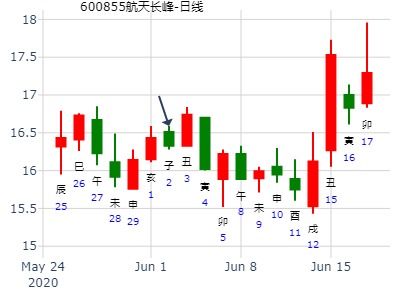 600855航天长峰-日线
18
17.5
17
16.5
16
15.5
15
辰
25
巳
26
午
27
未
28
申
29
亥
1
子
2
丑
3
寅
4
卯
5
午
8
未
9
申
10
酉
11
戌
12
丑
15
寅
16
卯
17
May 24
2020
Jun 1
Jun 8
Jun 15